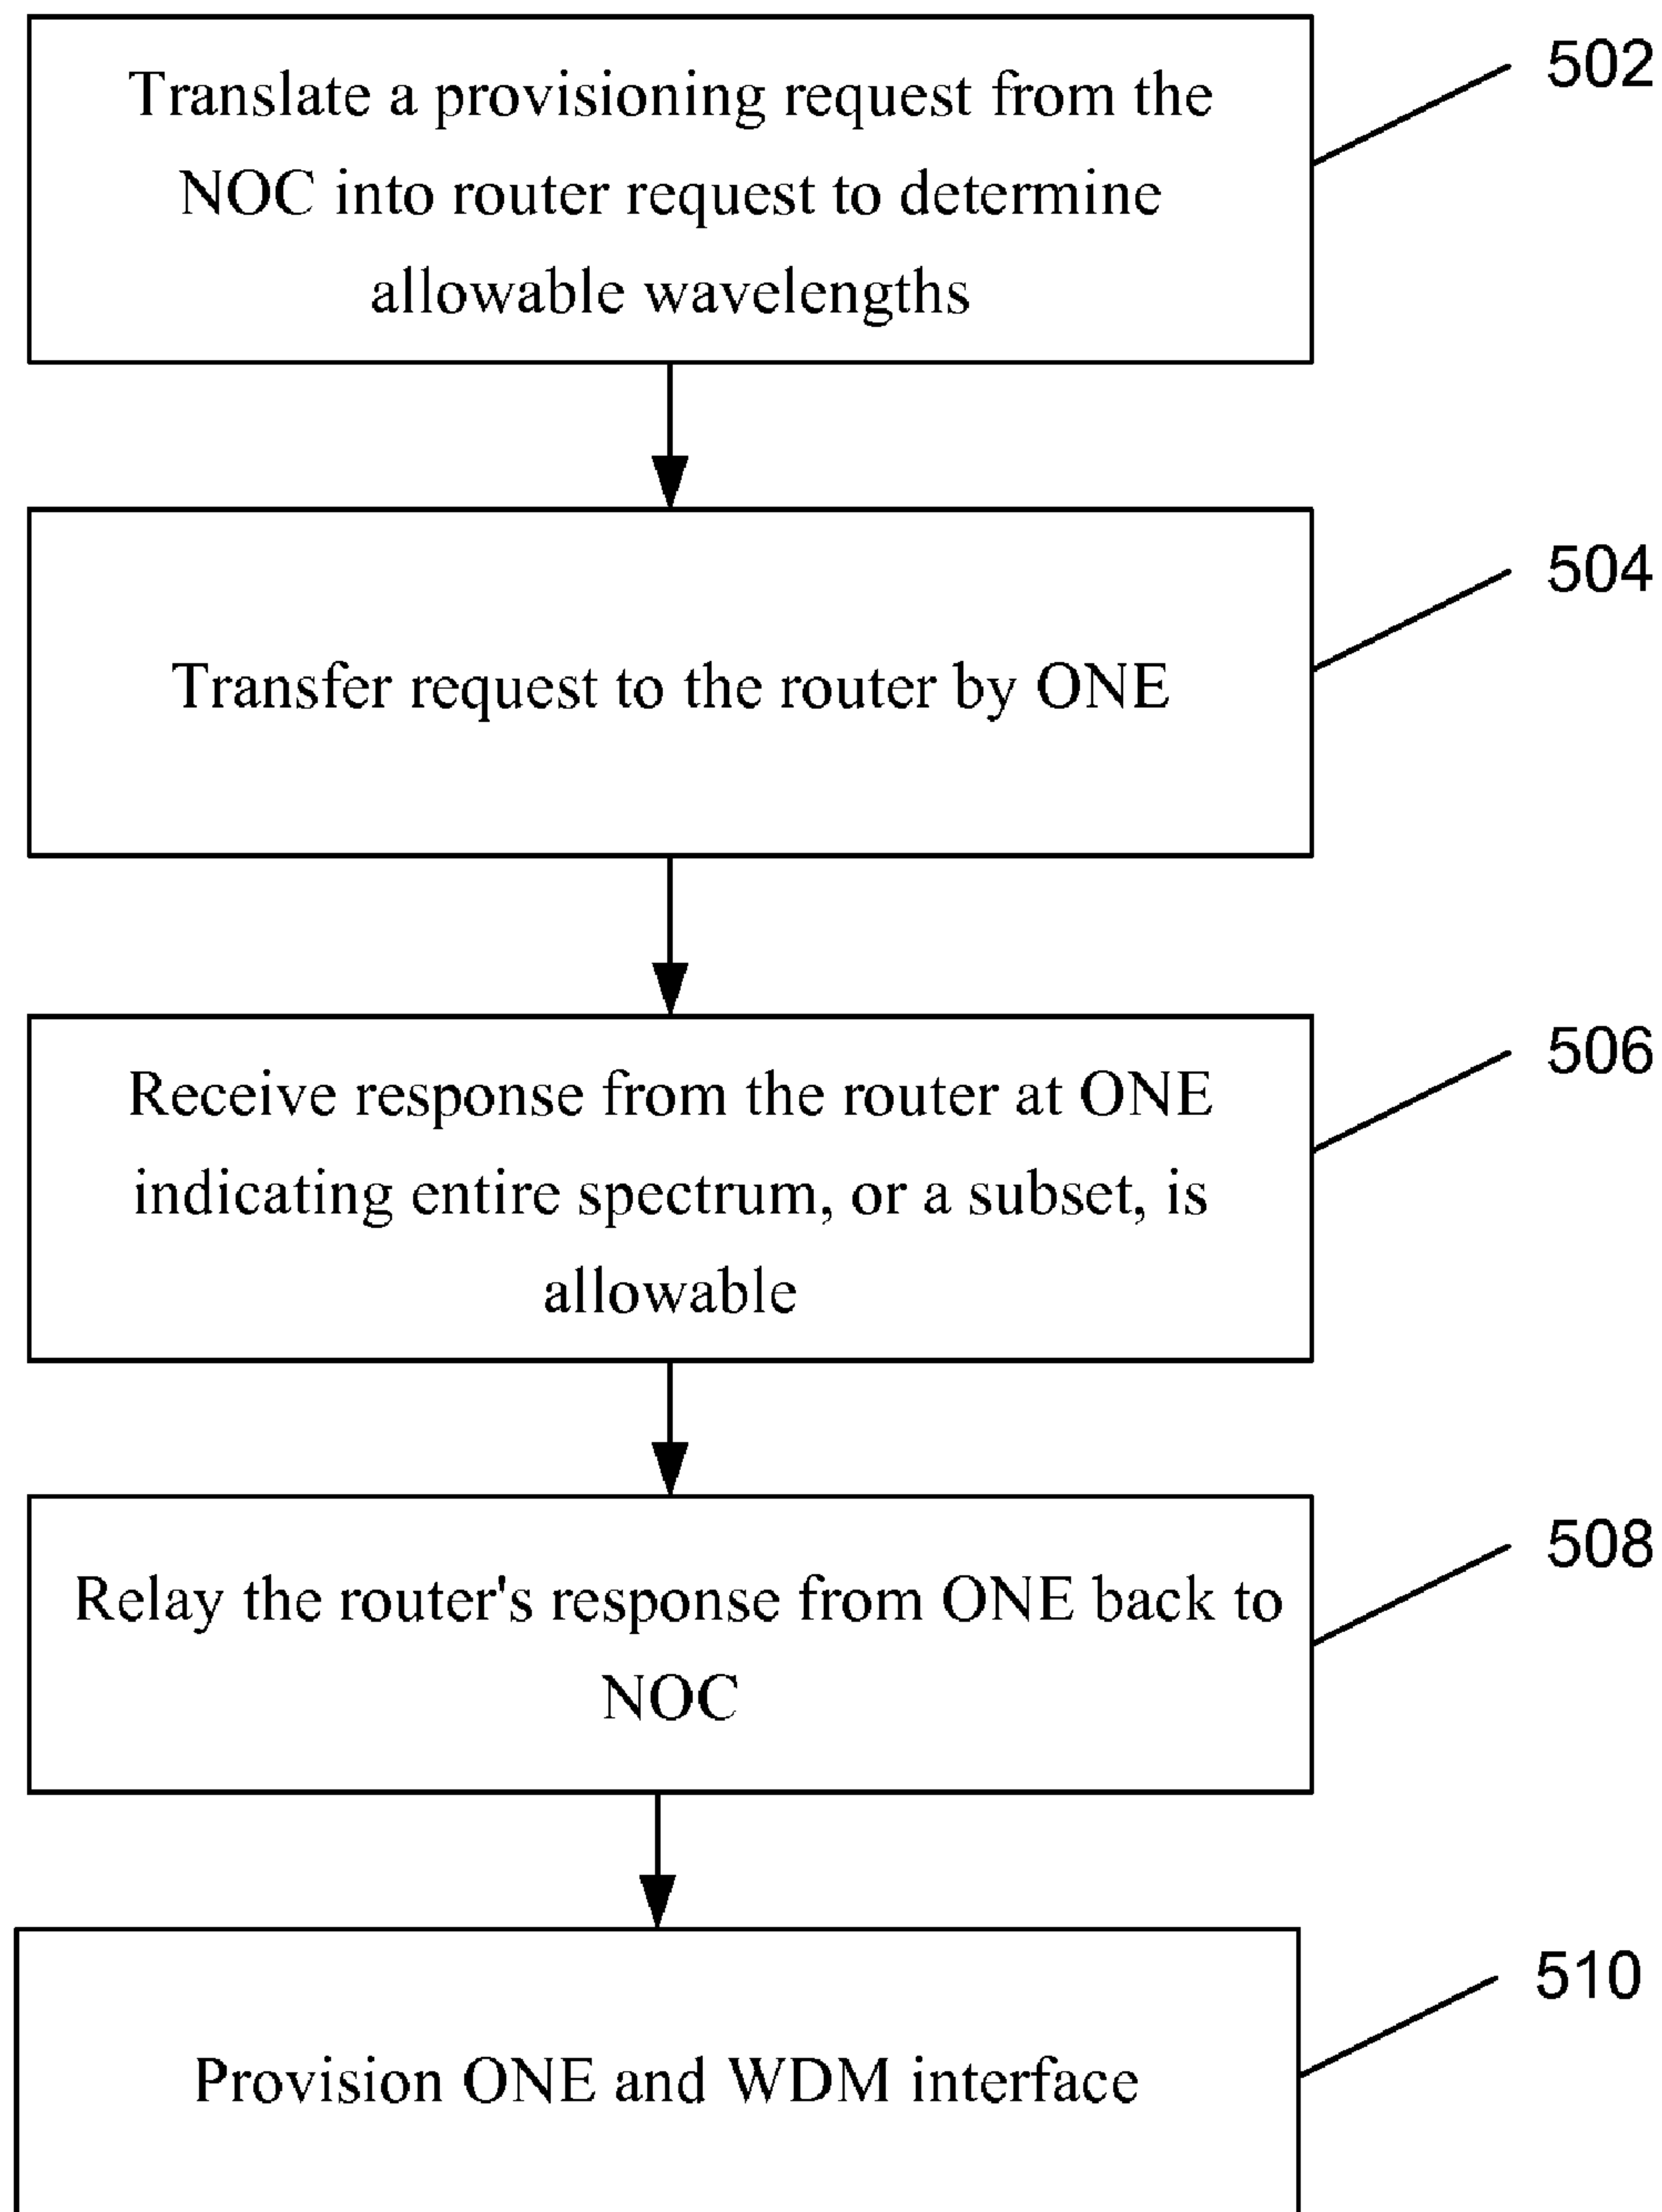 Translate a provisioning request from the
NOC into router request to determine
allowable wavelengths
502
Transfer request to the router by ONE
504
Receive response from the router at ONE
indicating entire spectrum, or a subset, is
allowable
506
Relay the router's response from ONE back to
NOC
508
Provision ONE and WDM interface
510